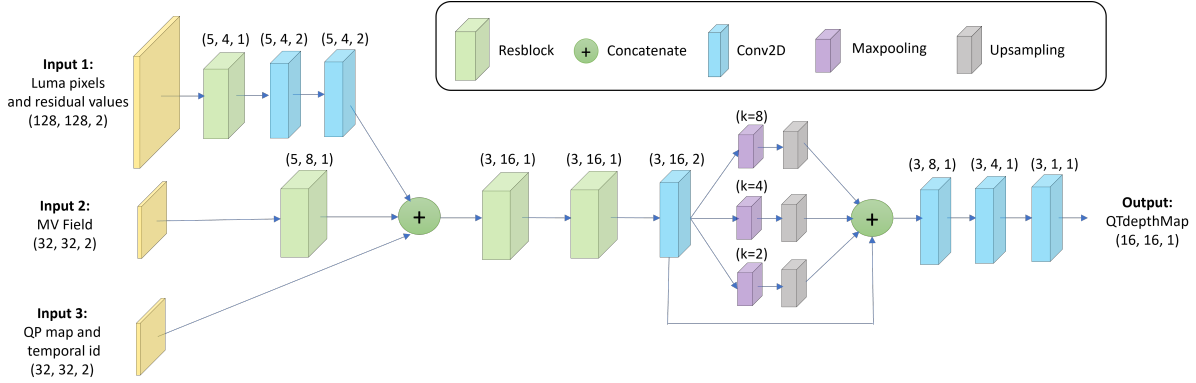 Resblock
+
Concatenate
Conv2D
Maxpooling
Upsampling
Input 1:
Luma pixels
and residual values
(128, 128, 2)
(5, 4, 1)
(5, 4, 2)
(5, 4, 2)
Input 2:
MV Field
(32, 32, 2)
(5, 8, 1)
Input 3:
QP map and
temporal id
(32, 32, 2)
+
(3, 16, 1)
(3, 16, 1)
(3, 16, 2)
(k=8)
(k=4)
(k=2)
+
(3, 8, 1)
(3, 4, 1)
(3, 1, 1)
Output:
QTdepthMap
(16, 16, 1)